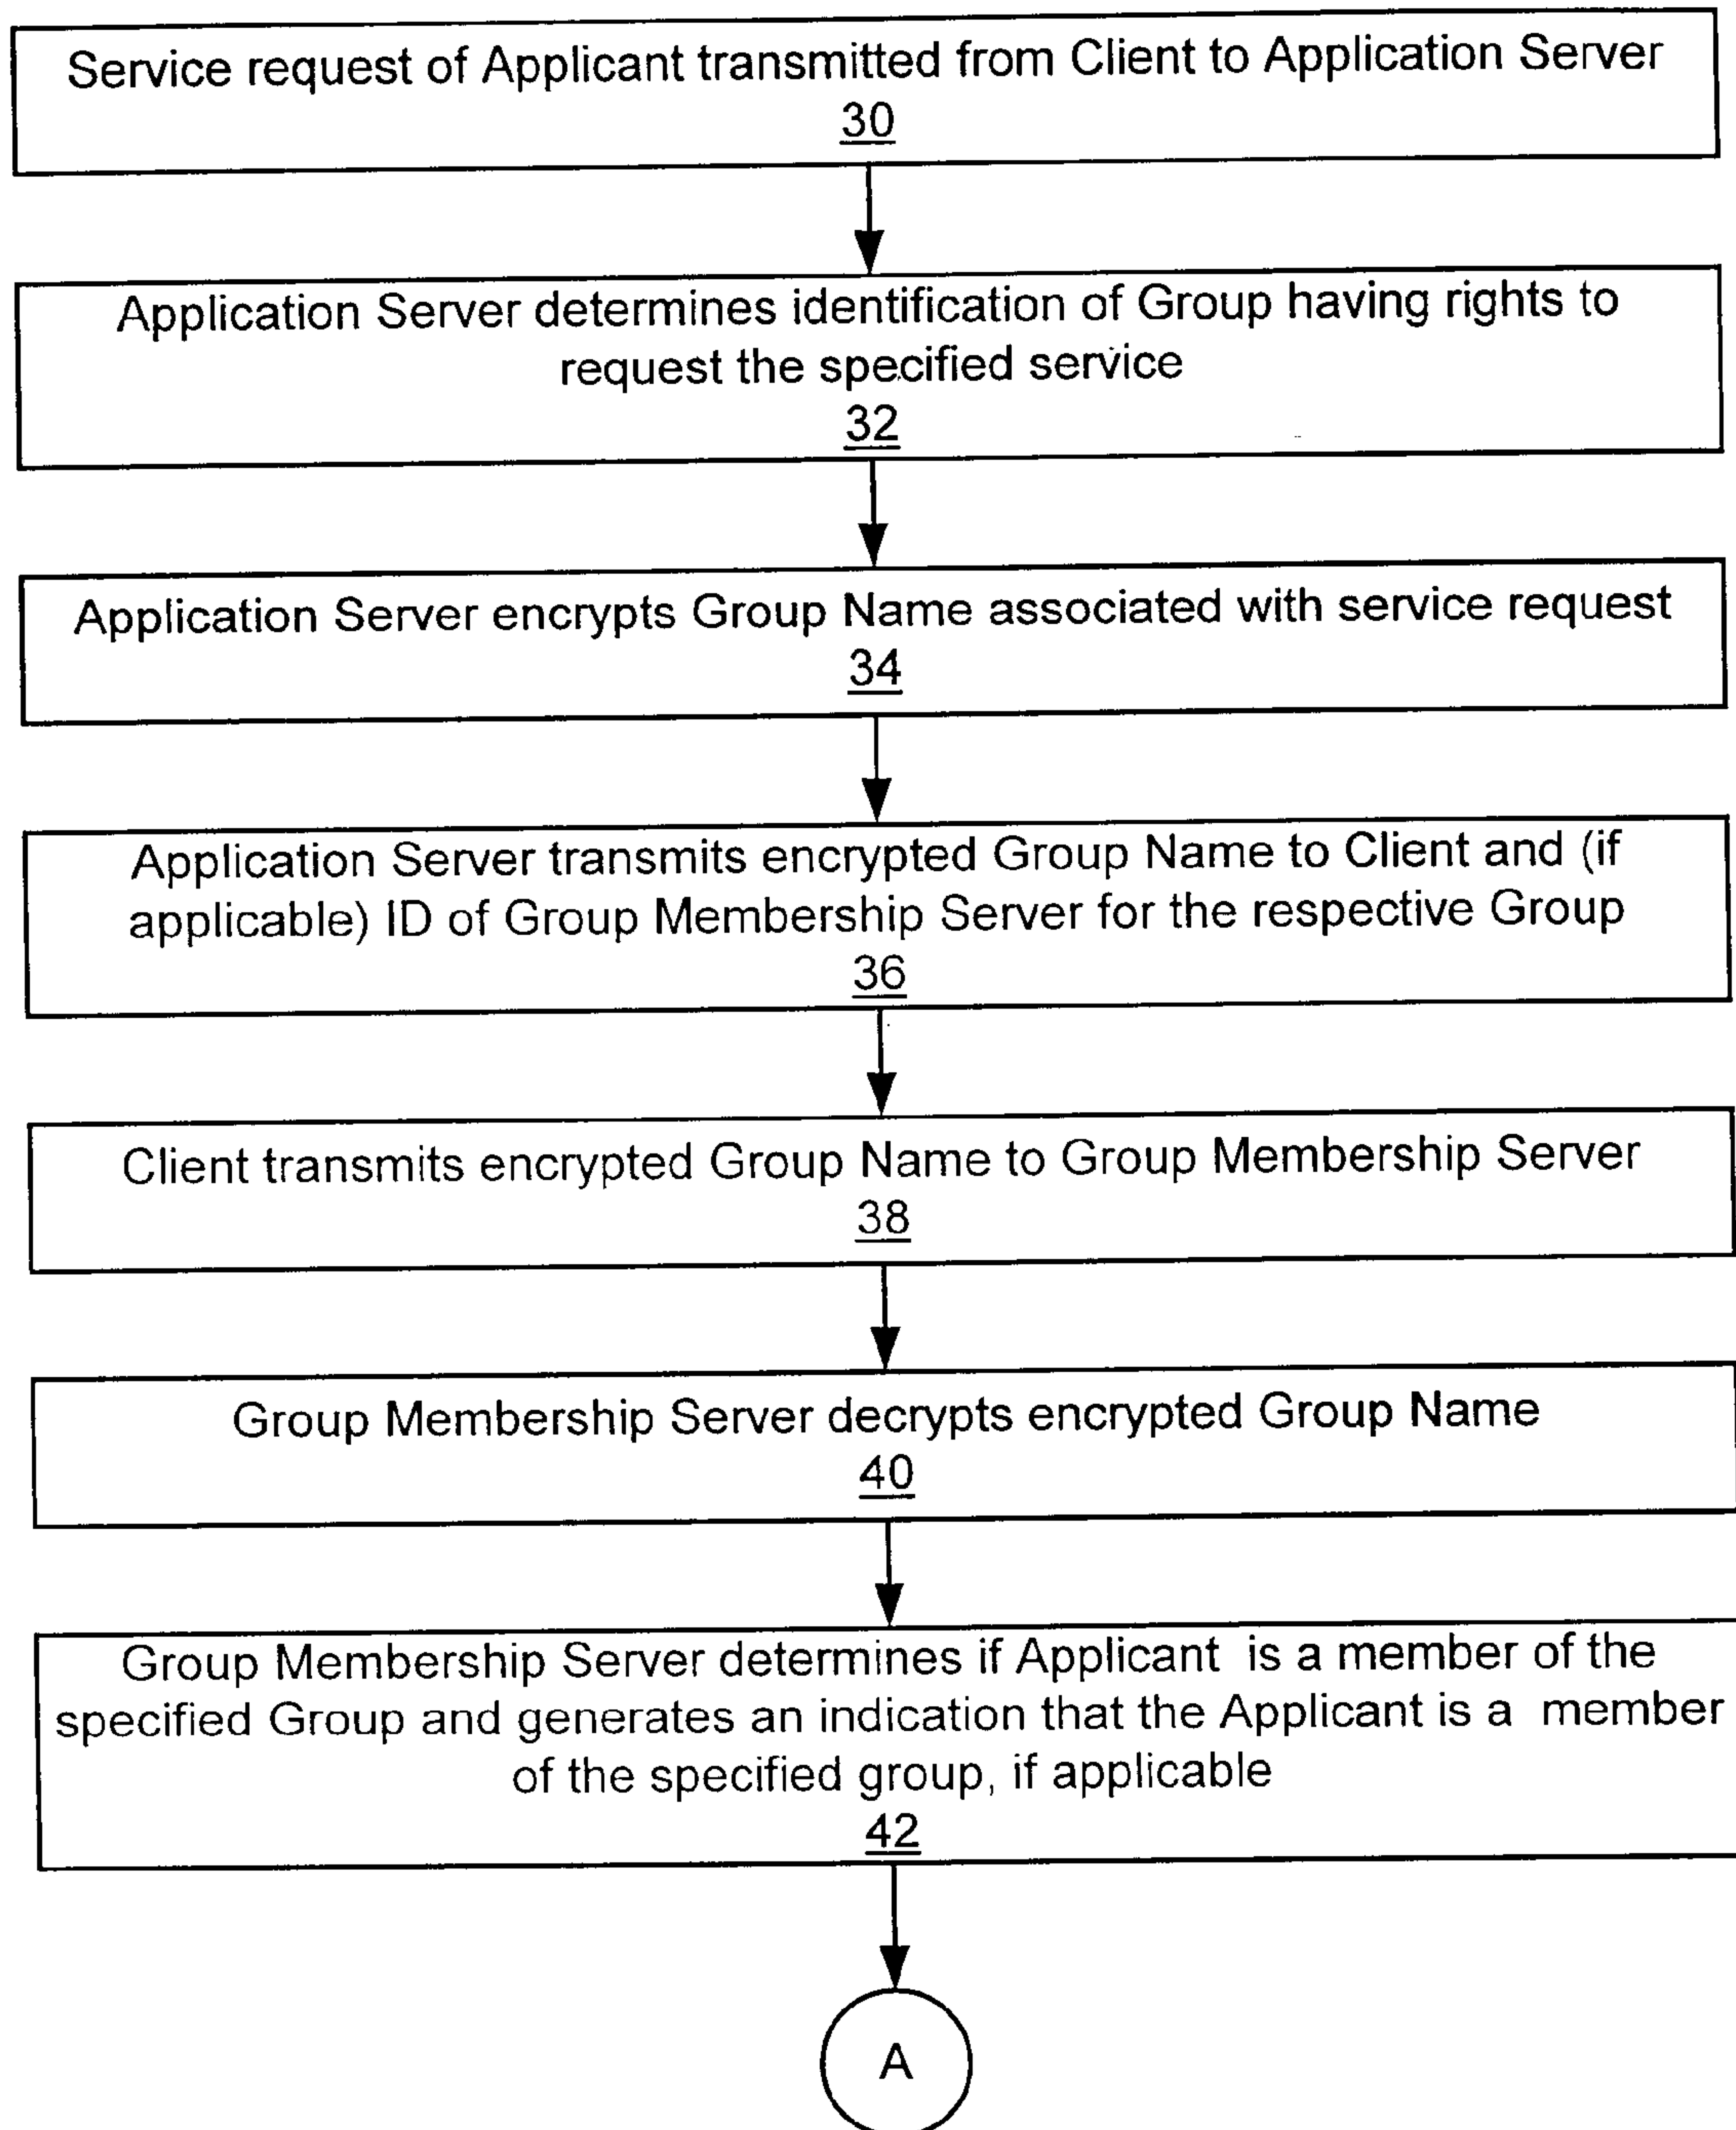 Service request of Applicant transmitted from Client to Application Server
30
Application Server determines identification of Group having rights to
request the specified service
32
Application Server encrypts Group Name associated with service request
34
Application Server transmits encrypted Group Name to Client and (if
applicable) ID of Group Membership Server for the respective Group
36
Client transmits encrypted Group Name to Group Membership Server
38
Group Membership Server decrypts encrypted Group Name
40
Group Membership Server determines if Applicant is a member of the
specified Group and generates an indication that the Applicant is a member
of the specified group, if applicable
42
A